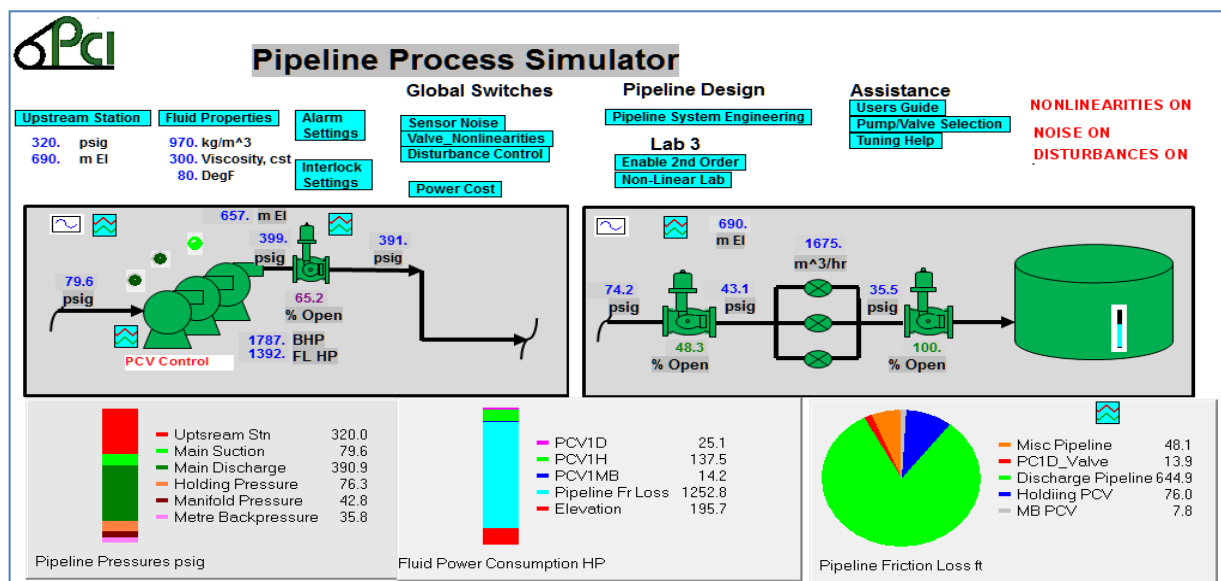 PCI
Pipeline Process Simulator
Global Switches
Pipeline Design
Assistance
Upstream Station
320. psig
690. m El
Fluid Properties
970. kg/m^3
300. Viscosity, cst
80. DegF
Alarm
Settings
Interlock
Settings
Sensor Noise
Valve_Nonlinearities
Disturbance Control
Power Cost
Pipeline System Engineering
Lab 3
Enable 2nd Order
Non-Linear Lab
Users Guide
Pump/Valve Selection
Tuning Help
NONLINEARITIES ON
NOISE ON
DISTURBANCES ON
657. m El
399.
psig
391.
psig
79.6
psig
65.2
% Open
PCV Control
1787. BHP
1392. FL HP
690.
m El
1675.
m^3/hr
74.2
psig
43.1
psig
35.5
psig
48.3
% Open
100.
% Open
Uptsream Stn 320.0
Main Suction 79.6
Main Discharge 390.9
Holding Pressure 76.3
Manifold Pressure 42.8
Metre Backpressure 35.8
Pipeline Pressures psig
PCV1D 25.1
PCV1H 137.5
PCV1MB 14.2
Pipeline Fr Loss 1252.8
Elevation 195.7
Fluid Power Consumption HP
Misc Pipeline 48.1
PC1D_Valve 13.9
Discharge Pipeline 644.9
Holdiing PCV 76.0
MB PCV 7.8
Pipeline Friction Loss ft